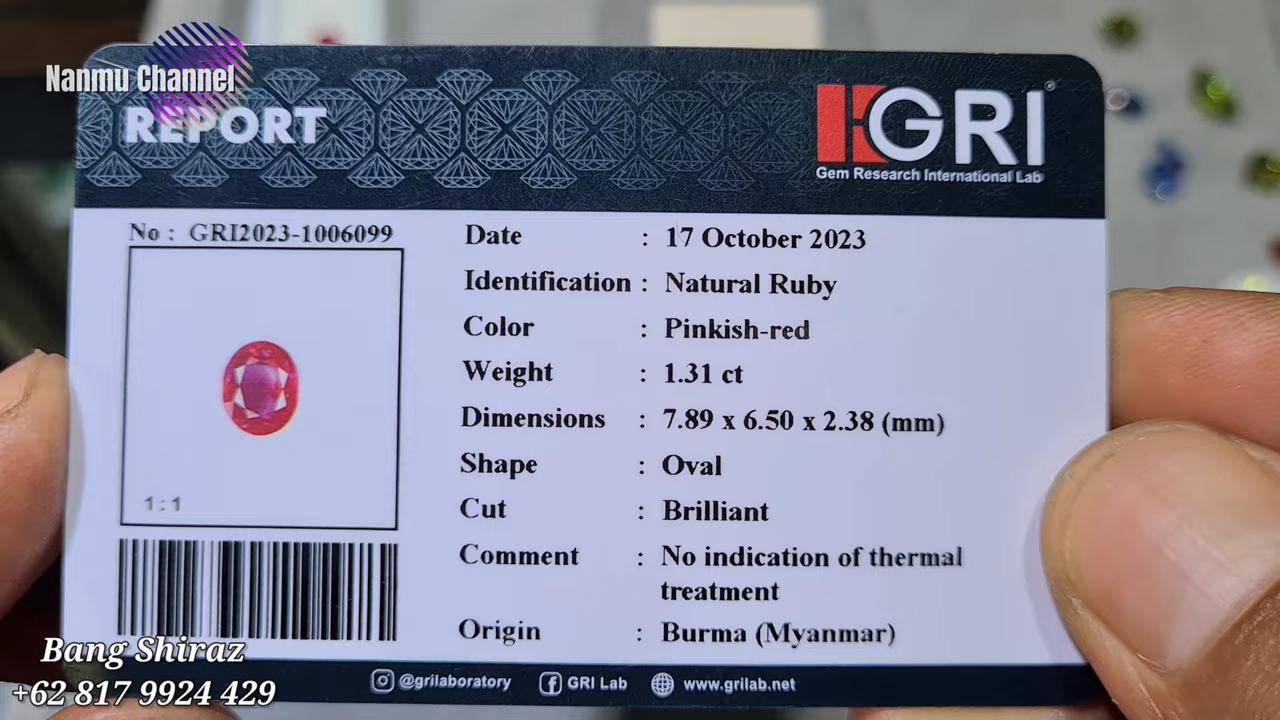 Nanmu Channel
REPORT
GRI®
Gem Research International Lab
No : GRI2023-1006099
1:1
Date : 17 October 2023
Identification : Natural Ruby
Color : Pinkish-red
Weight : 1.31 ct
Dimensions : 7.89 x 6.50 x 2.38 (mm)
Shape : Oval
Cut : Brilliant
Comment : No indication of thermal
treatment
Origin : Burma (Myanmar)
@grilaboratory GRI Lab www.grilab.net
Bang Shiraz
+62 817 9924 429